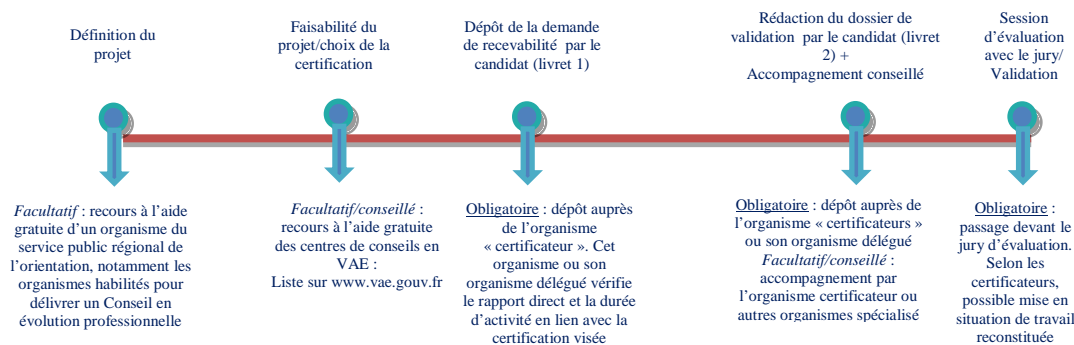 Définition du
projet
Faisabilité du
projet/choix de la
certification
Dépôt de la demande
de recevabilité par le
candidat (livret 1)
Rédaction du dossier de
validation par le candidat (livret
2) +
Accompagnement conseillé
Session
d’évaluation
avec le jury/
Validation
Facultatif : recours à l’aide
gratuite d’un organisme du
service public régional de
l’orientation, notamment les
organismes habilités pour
délivrer un Conseil en
évolution professionnelle
Facultatif/conseillé :
recours à l’aide gratuite
des centres de conseils en
VAE :
Liste sur www.vae.gouv.fr
Obligatoire : dépôt auprès
de l’organisme
« certificateur ». Cet
organisme ou son
organisme délégué vérifie
le rapport direct et la durée
d’activité en lien avec la
certification visée
Obligatoire : dépôt auprès de
l’organisme « certificateurs »
ou son organisme délégué
Facultatif/conseillé :
accompagnement par
l’organisme certificateur ou
autres organismes spécialisé
Obligatoire :
passage devant le
jury d’évaluation.
Selon les
certificateurs,
possible mise en
situation de travail
reconstituée